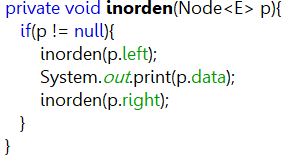 private void inorden(Node<E> p){
if(p != null){
inorden(p.left);
System.out.print(p.data);
inorden(p.right);
}
}